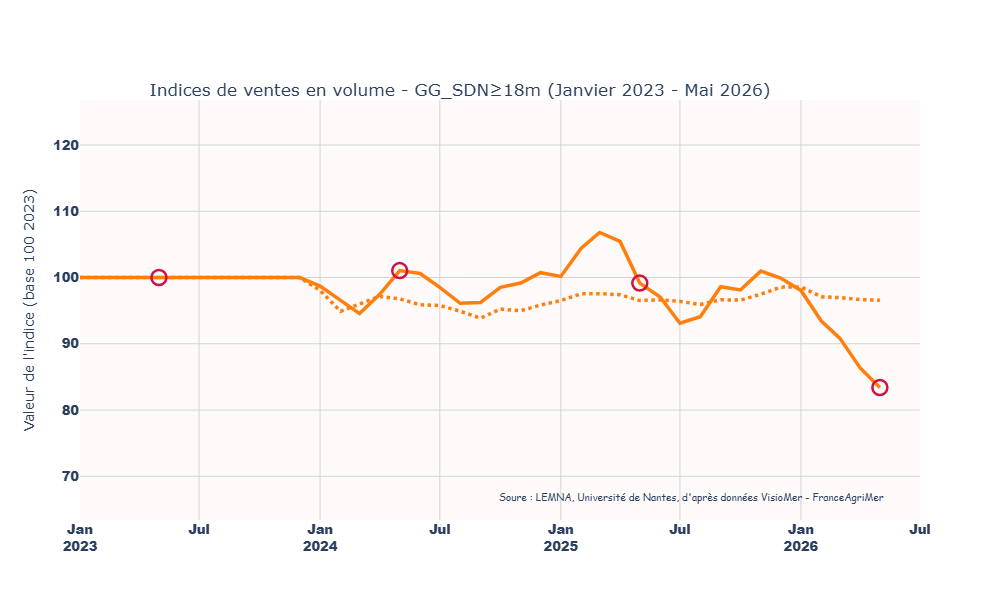 Indices de ventes en volume - GG_SDN≥18m (Janvier 2023 - Mai 2026)
Valeur de l'indice (base 100 2023)
120
110
100
90
80
70
Soure : LEMNA, Université de Nantes, d'après données VisioMer - FranceAgriMer
Jan Jul Jan Jul Jan Jul Jan Jul
2023 2024 2025 2026